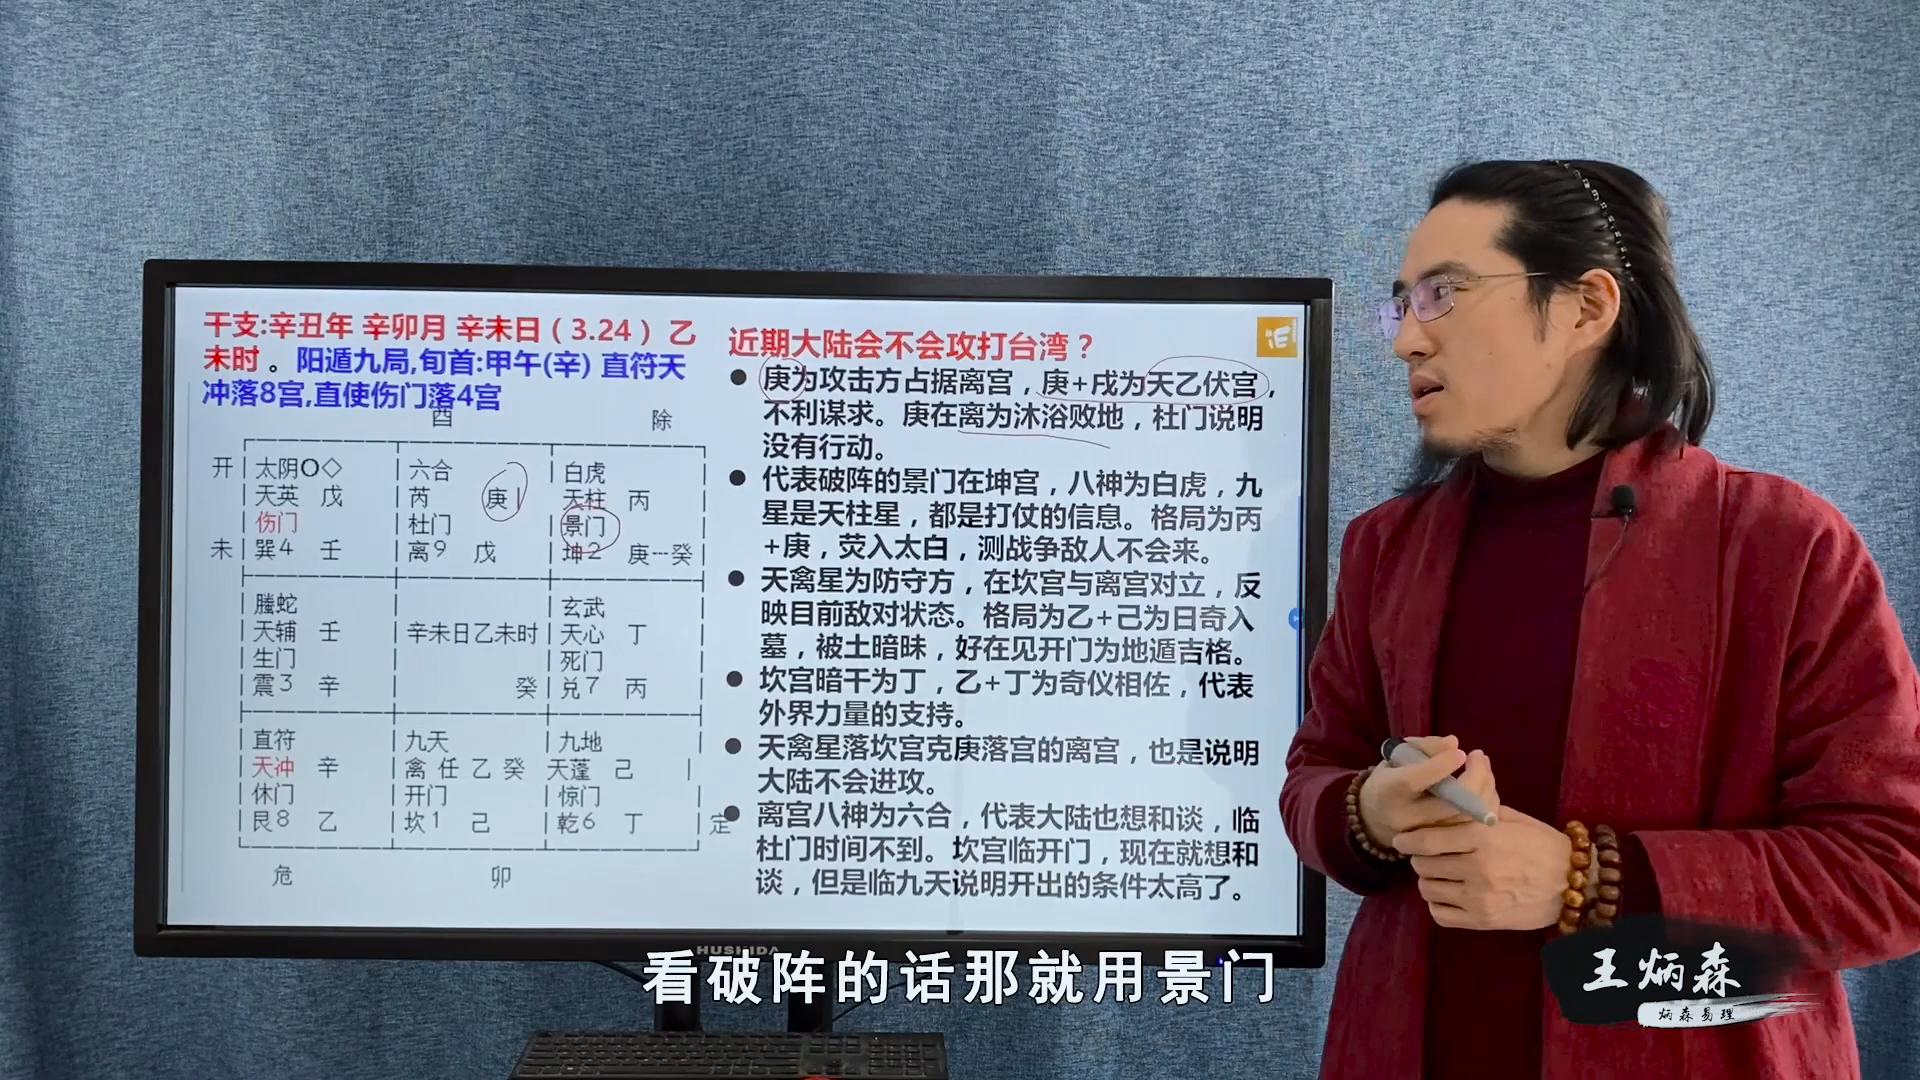 干支:辛丑年 辛卯月 辛未日（3.24） 乙
未时 。阳遁九局,旬首:甲午(辛) 直符天
冲落8宫,直使伤门落4宫
酉 除
开 太阴O◇ 六合 白虎
天英 戊 芮 庚 天柱 丙
伤门 杜门 景门
未 巽4 壬 离9 戊 坤2 庚---癸
螣蛇 玄武
天辅 壬 辛未日乙未时 天心 丁
生门 死门
震3 辛 癸 兑7 丙
直符 九天 九地
天冲 辛 禽 任 乙 癸 天蓬 己
休门 开门 惊门
艮8 乙 坎1 己 乾6 丁 定
危 卯
近期大陆会不会攻打台湾？
● 庚为攻击方占据离宫，庚+戌为天乙伏宫，
不利谋求。庚在离为沐浴败地，杜门说明
没有行动。
● 代表破阵的景门在坤宫，八神为白虎，九
星是天柱星，都是打仗的信息。格局为丙
+庚，荧入太白，测战争敌人不会来。
● 天禽星为防守方，在坎宫与离宫对立，反
映目前敌对状态。格局为乙+己为日奇入
墓，被土暗昧，好在见开门为地遁吉格。
● 坎宫暗干为丁，乙+丁为奇仪相佐，代表
外界力量的支持。
● 天禽星落坎宫克庚落宫的离宫，也是说明
大陆不会进攻。
● 离宫八神为六合，代表大陆也想和谈，临
杜门时间不到。坎宫临开门，现在就想和
谈，但是临九天说明开出的条件太高了。
HUSHIDA
看破阵的话那就用景门
王炳森
炳森易理